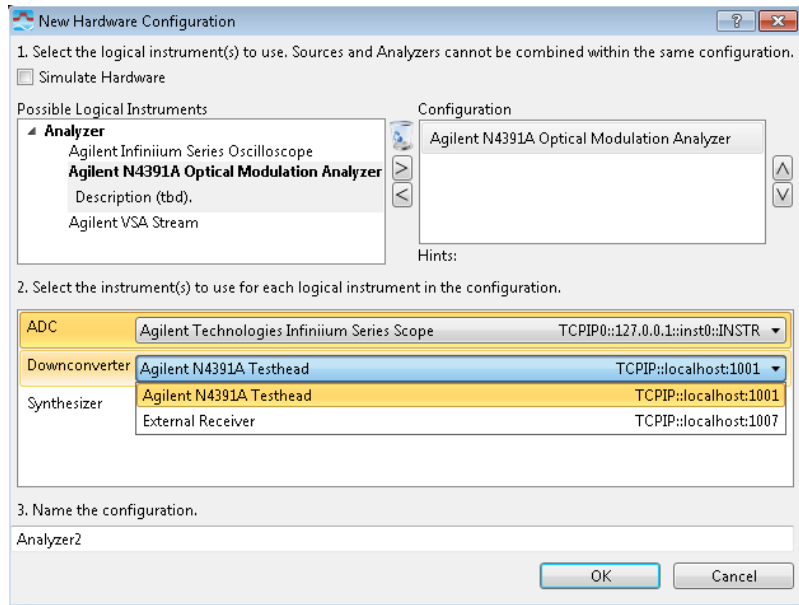 New Hardware Configuration
1. Select the logical instrument(s) to use. Sources and Analyzers cannot be combined within the same configuration.
Simulate Hardware
Possible Logical Instruments
Analyzer
Agilent Infiniium Series Oscilloscope
Agilent N4391A Optical Modulation Analyzer
Description (tbd).
Agilent VSA Stream
Configuration
Agilent N4391A Optical Modulation Analyzer
Hints:
2. Select the instrument(s) to use for each logical instrument in the configuration.
ADC Agilent Technologies Infiniium Series Scope TCPIP0::127.0.0.1::inst0::INSTR
Downconverter Agilent N4391A Testhead TCPIP::localhost:1001
Agilent N4391A Testhead TCPIP::localhost:1001
Synthesizer
External Receiver TCPIP::localhost:1007
3. Name the configuration.
Analyzer2
OK Cancel